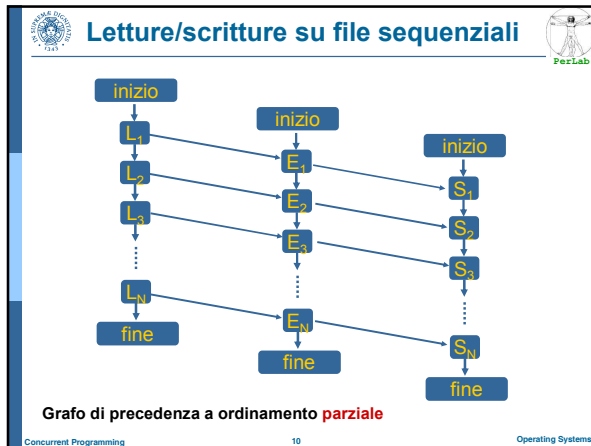 Letture/scritture su file sequenziali
PerLab
inizio
L1
L2
L3
LN
fine
inizio
E1
E2
E3
EN
fine
inizio
S1
S2
S3
SN
fine
Grafo di precedenza a ordinamento parziale
Concurrent Programming
10
Operating Systems